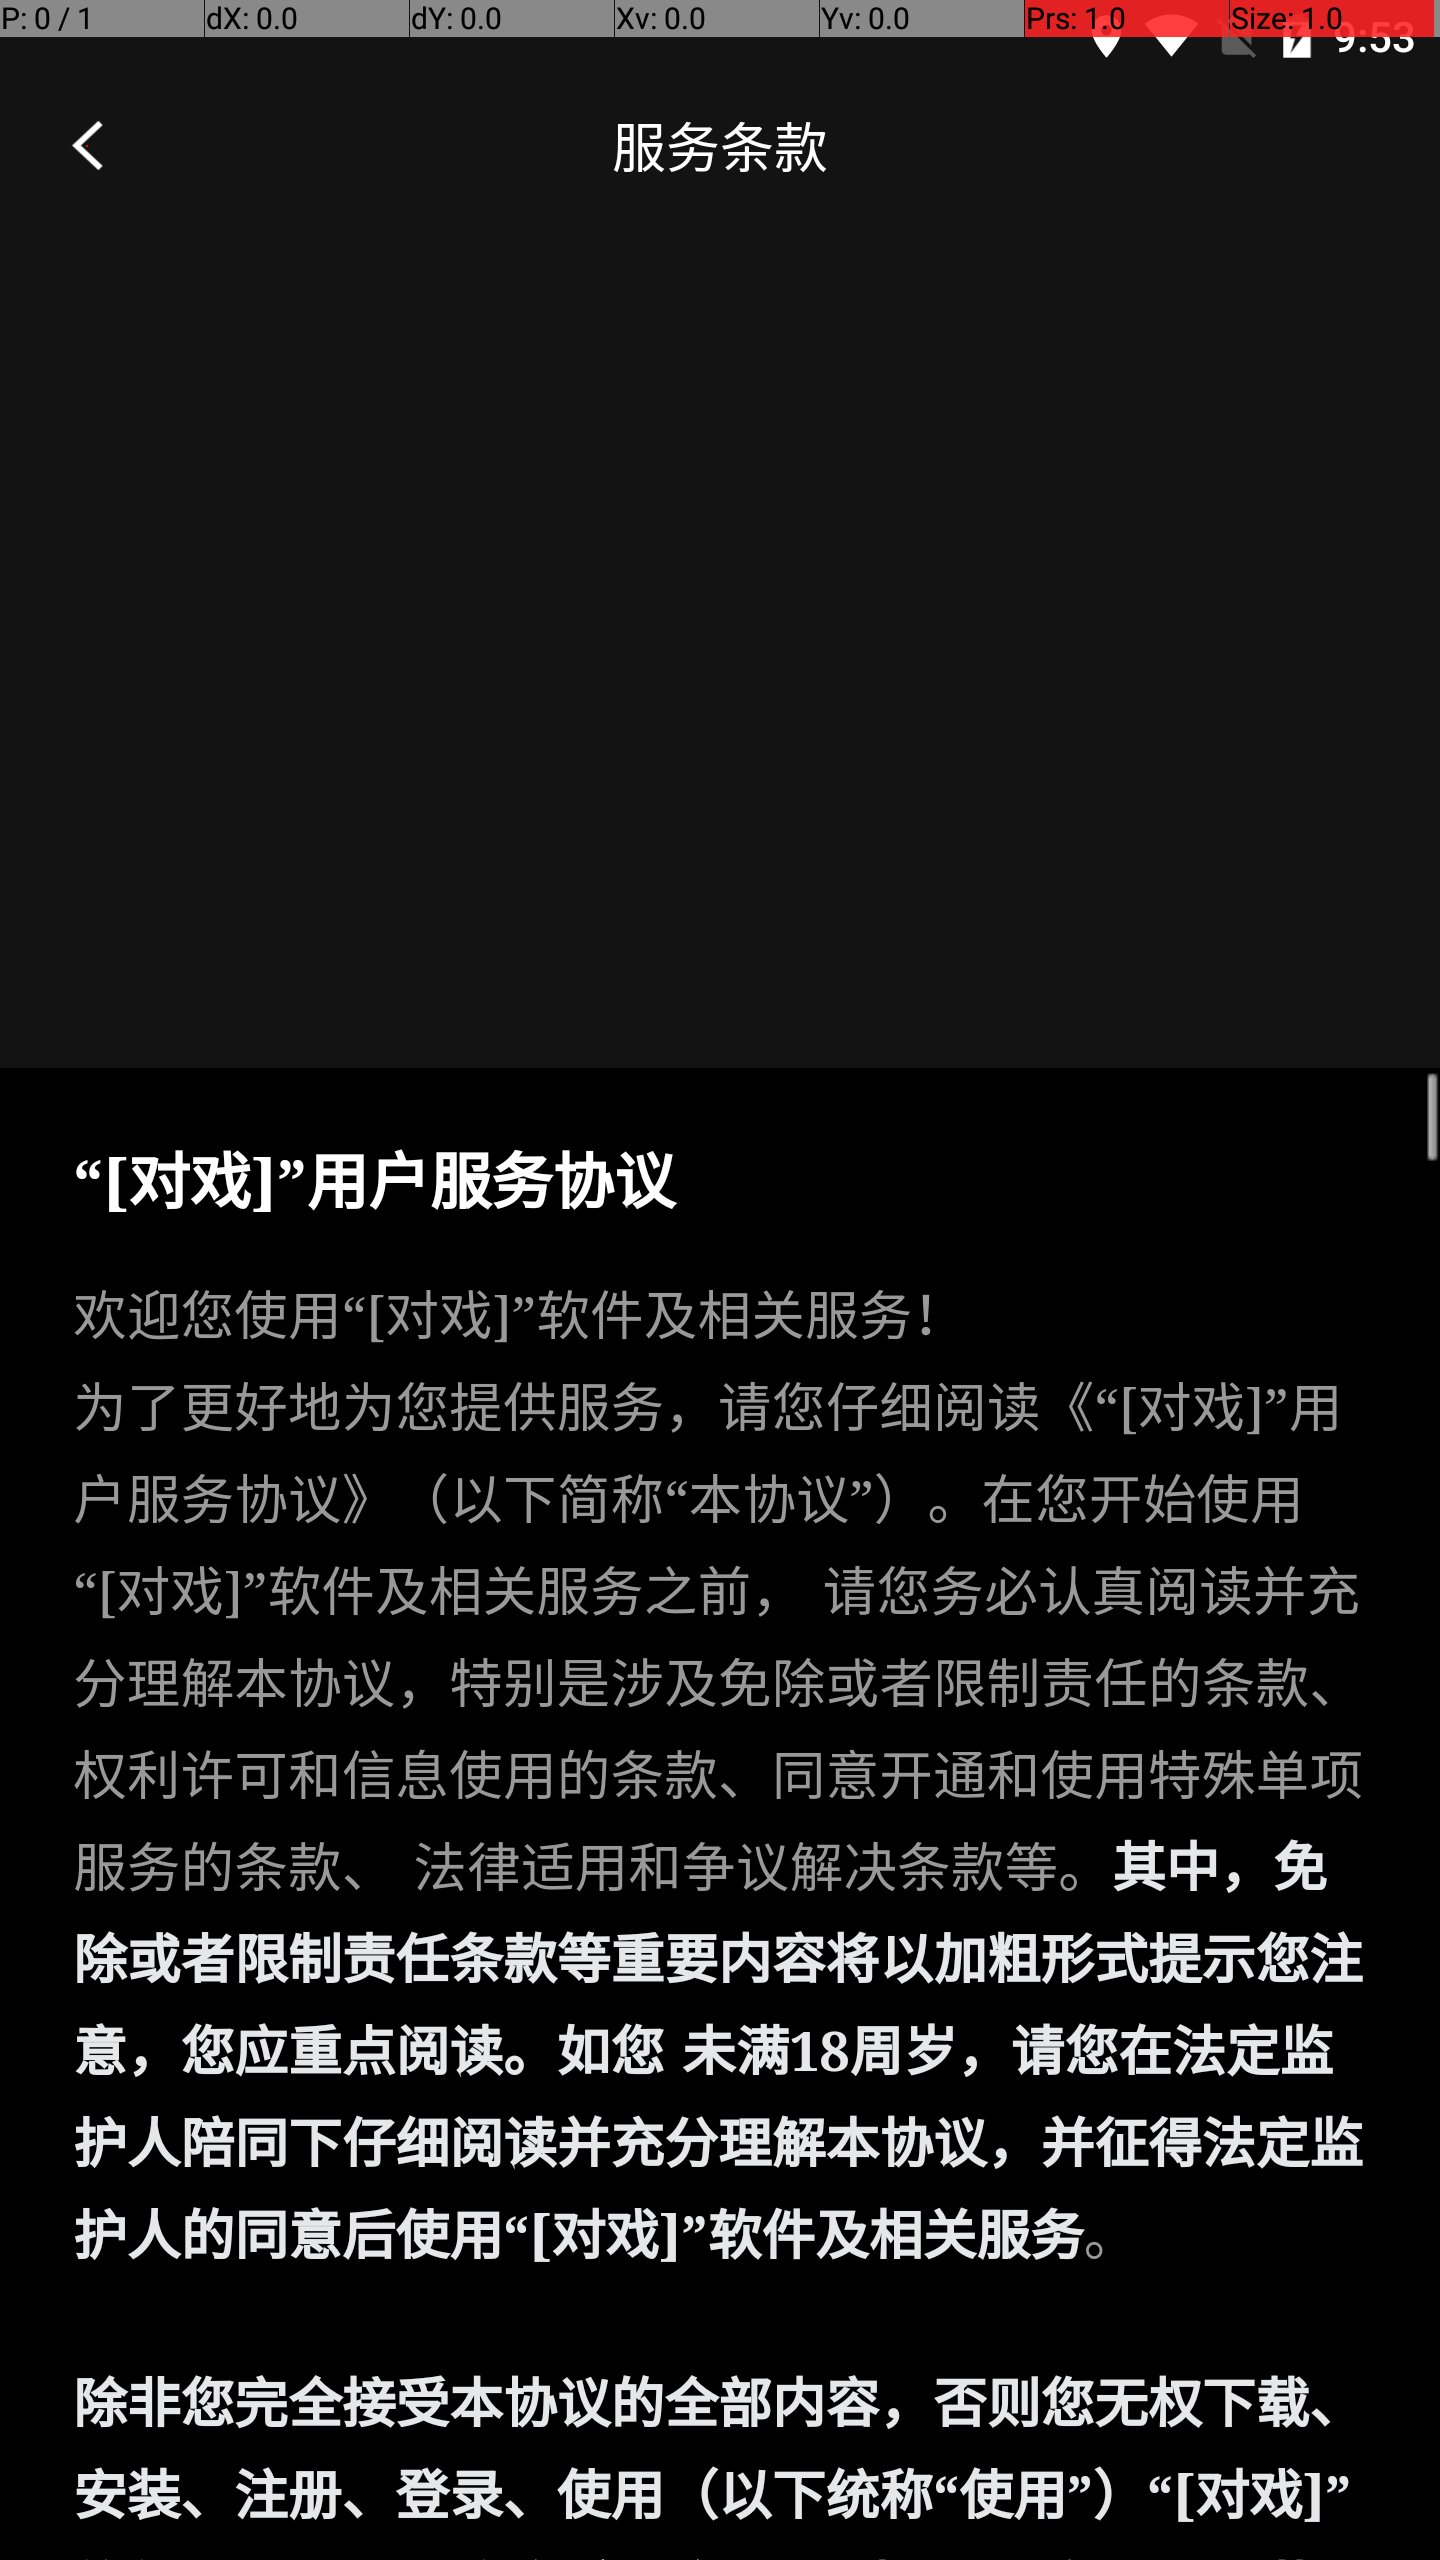 P: 0 / 1 dX: 0.0 dY: 0.0 Xv: 0.0 Yv: 0.0 Prs: 1.0 Size: 1.0
9:53
服务条款
“[对戏]”用户服务协议
欢迎您使用“[对戏]”软件及相关服务！
为了更好地为您提供服务，请您仔细阅读《“[对戏]”用
户服务协议》（以下简称“本协议”）。在您开始使用
“[对戏]”软件及相关服务之前， 请您务必认真阅读并充
分理解本协议，特别是涉及免除或者限制责任的条款、
权利许可和信息使用的条款、同意开通和使用特殊单项
服务的条款、 法律适用和争议解决条款等。其中，免
除或者限制责任条款等重要内容将以加粗形式提示您注
意，您应重点阅读。如您 未满18周岁，请您在法定监
护人陪同下仔细阅读并充分理解本协议，并征得法定监
护人的同意后使用“[对戏]”软件及相关服务。
除非您完全接受本协议的全部内容，否则您无权下载、
安装、注册、登录、使用（以下统称“使用”）“[对戏]”